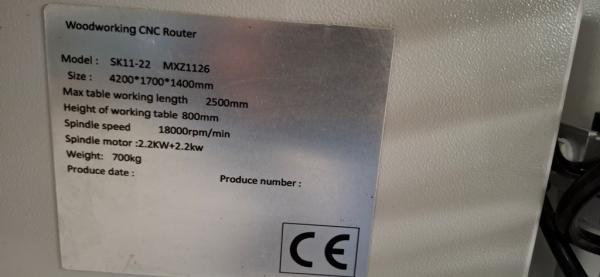 Woodworking CNC Router
Model : SK11-22 MXZ1126
Size : 4200*1700*1400mm
Max table working length 2500mm
Height of working table 800mm
Spindle speed 18000rpm/min
Spindle motor :2.2KW+2.2kw
Weight: 700kg
Produce date : Produce number :
CE